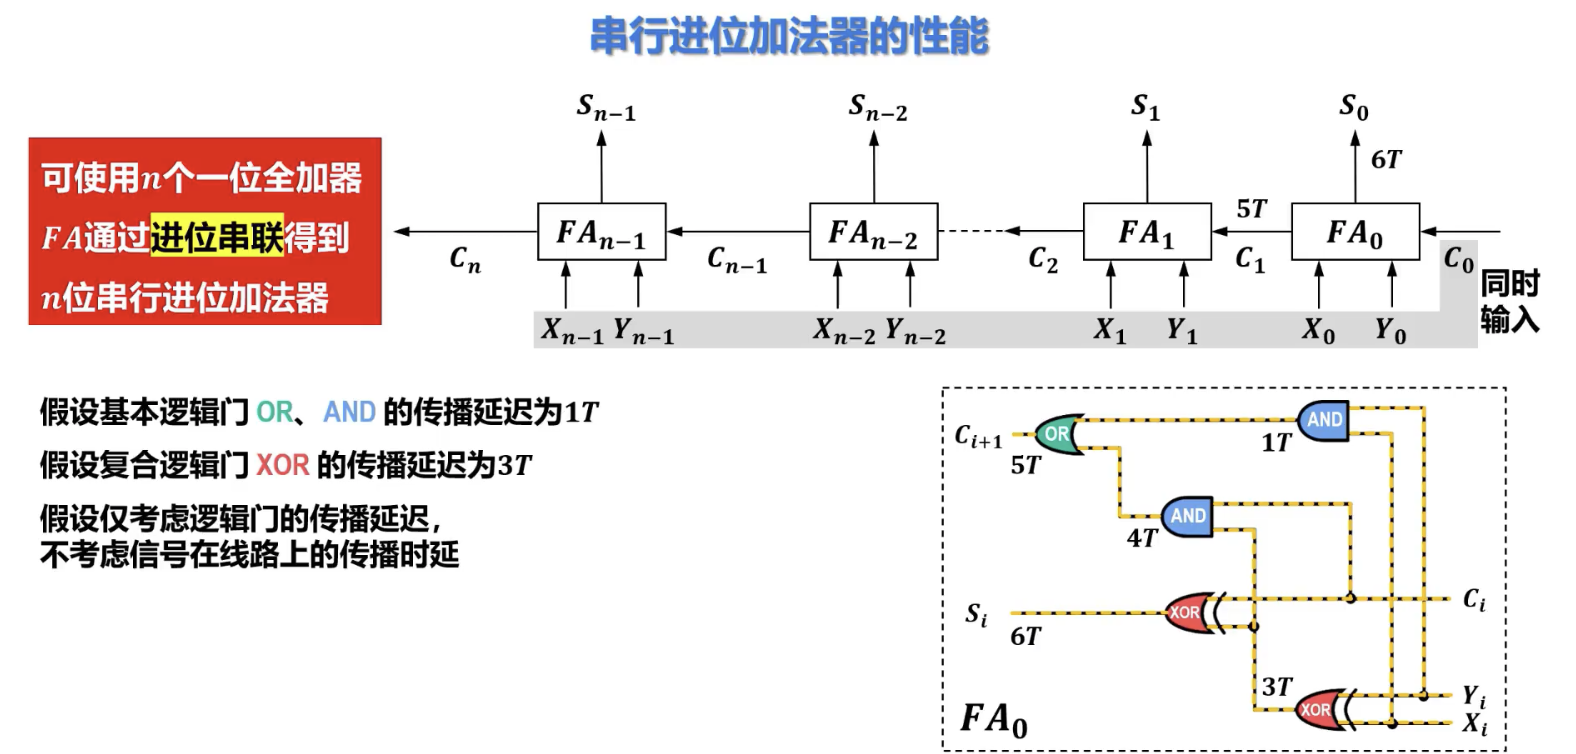 串行进位加法器的性能
S_{n-1} S_{n-2} S_1 S_0
6T
可使用n个一位全加器
FA通过进位串联得到
n位串行进位加法器
5T
FA_{n-1} FA_{n-2} FA_1 FA_0
C_n C_{n-1} C_2 C_1 C_0
同时
输入
X_{n-1} Y_{n-1} X_{n-2} Y_{n-2} X_1 Y_1 X_0 Y_0
假设基本逻辑门 OR、AND 的传播延迟为1T
假设复合逻辑门 XOR 的传播延迟为3T
假设仅考虑逻辑门的传播延迟，
不考虑信号在线路上的传播时延
AND
C_{i+1} OR
5T
1T
AND
4T
C_i
S_i XOR
6T
3T
Y_i
XOR
X_i
FA_0